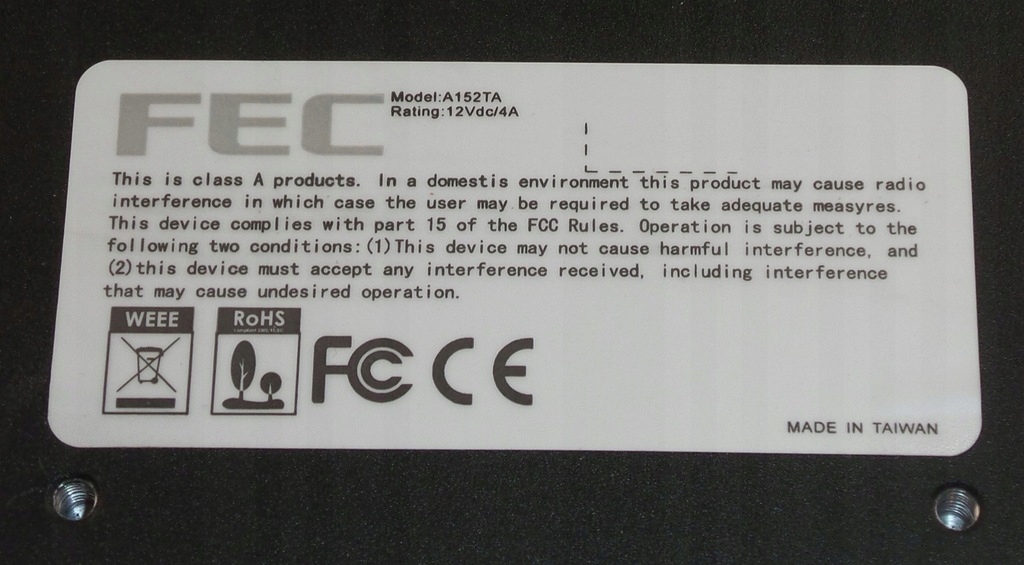 FEC
Model:A152TA
Rating:12Vdc/4A
This is class A products. In a domestis environment this product may cause radio
interference in which case the user may be required to take adequate measyres.
This device complies with part 15 of the FCC Rules. Operation is subject to the
following two conditions:(1)This device may not cause harmful interference, and
(2)this device must accept any interference received, including interference
that may cause undesired operation.
WEEE
RoHS
FC CE
MADE IN TAIWAN